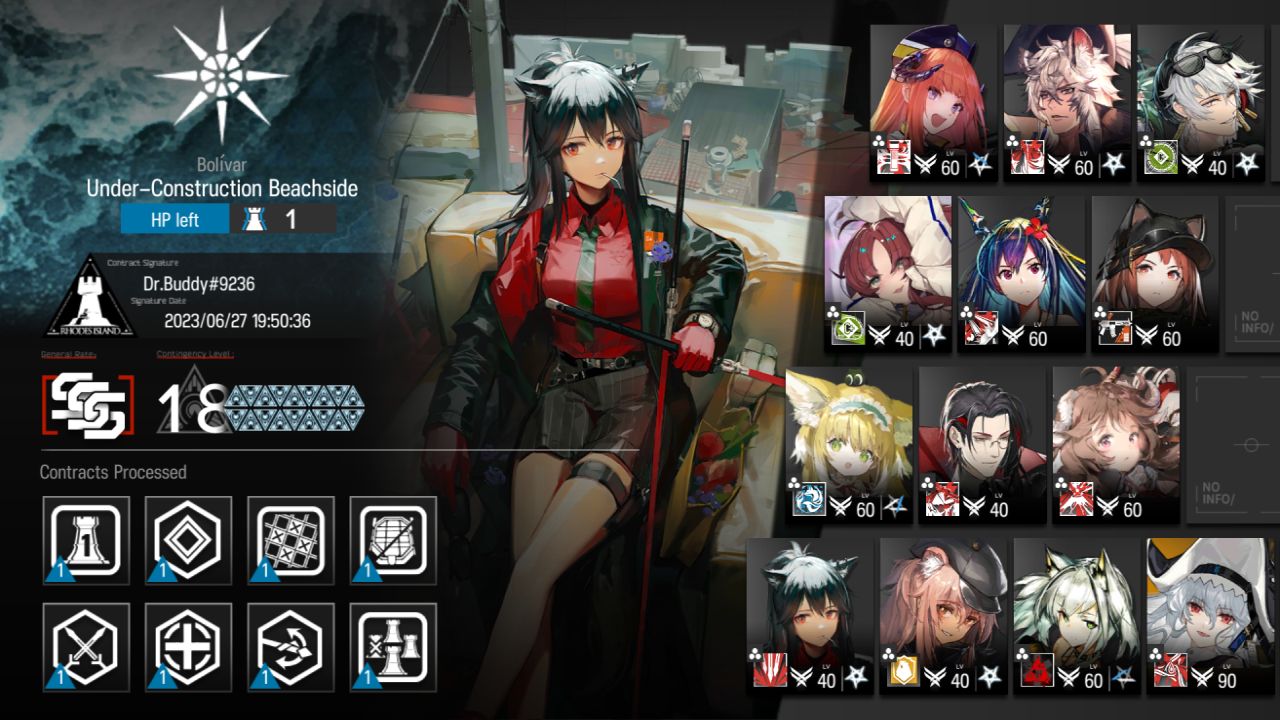 Bolívar
Under-Construction Beachside
HP left 1
Contract Signature
Dr.Buddy#9236
Signature Date
2023/06/27 19:50:36
RHODES ISLAND
General Rate:
Contingency Level :
SSS
18
Contracts Processed
1 1 1 1
1 1 1 1
LV 60 LV 60 LV 40
LV 40 LV 60 LV 60
NO
INFO/
LV 60 LV 40 LV 60
NO
INFO/
LV 40 LV 40 LV 60 LV 90